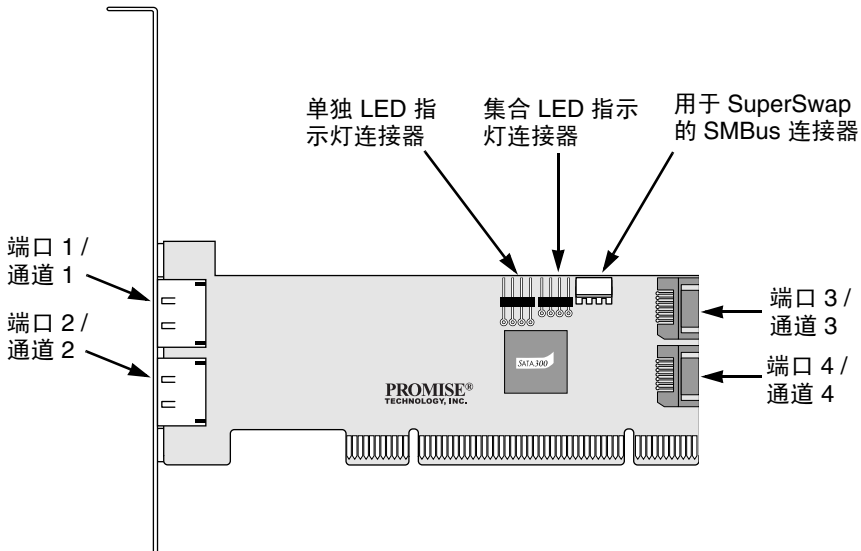 单独 LED 指
示灯连接器
集合 LED 指示
灯连接器
用于 SuperSwap
的 SMBus 连接器
端口 1 /
通道 1
端口 2 /
通道 2
端口 3 /
通道 3
端口 4 /
通道 4
SATA300
PROMISE®
TECHNOLOGY, INC.